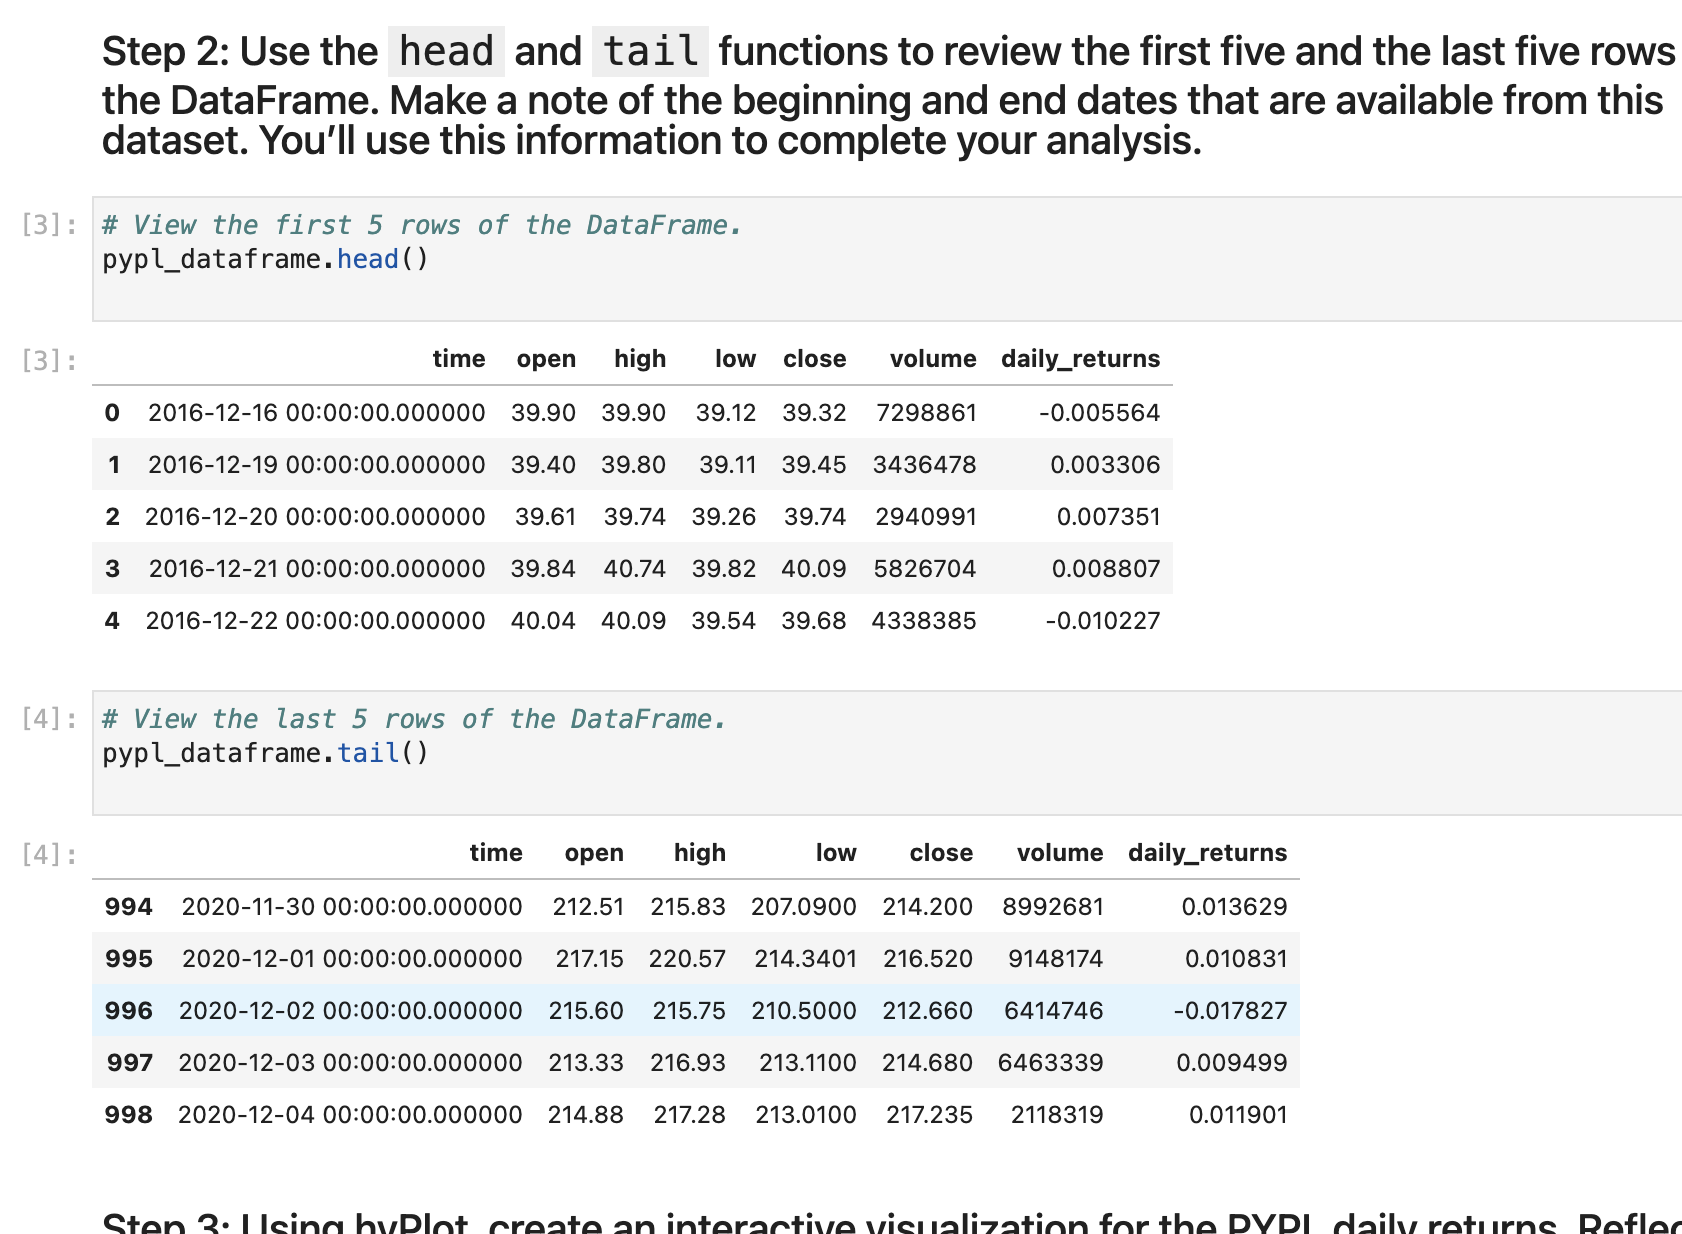 Step 2: Use the head and tail functions to review the first five and the last five rows
the DataFrame. Make a note of the beginning and end dates that are available from this
dataset. You’ll use this information to complete your analysis.
[3]: # View the first 5 rows of the DataFrame.
pypl_dataframe.head()
[3]: time open high low close volume daily_returns
0 2016-12-16 00:00:00.000000 39.90 39.90 39.12 39.32 7298861 -0.005564
1 2016-12-19 00:00:00.000000 39.40 39.80 39.11 39.45 3436478 0.003306
2 2016-12-20 00:00:00.000000 39.61 39.74 39.26 39.74 2940991 0.007351
3 2016-12-21 00:00:00.000000 39.84 40.74 39.82 40.09 5826704 0.008807
4 2016-12-22 00:00:00.000000 40.04 40.09 39.54 39.68 4338385 -0.010227
[4]: # View the last 5 rows of the DataFrame.
pypl_dataframe.tail()
[4]: time open high low close volume daily_returns
994 2020-11-30 00:00:00.000000 212.51 215.83 207.0900 214.200 8992681 0.013629
995 2020-12-01 00:00:00.000000 217.15 220.57 214.3401 216.520 9148174 0.010831
996 2020-12-02 00:00:00.000000 215.60 215.75 210.5000 212.660 6414746 -0.017827
997 2020-12-03 00:00:00.000000 213.33 216.93 213.1100 214.680 6463339 0.009499
998 2020-12-04 00:00:00.000000 214.88 217.28 213.0100 217.235 2118319 0.011901
Step 3: Using hvPlot, create an interactive visualization for the PYPL daily returns. Reflec